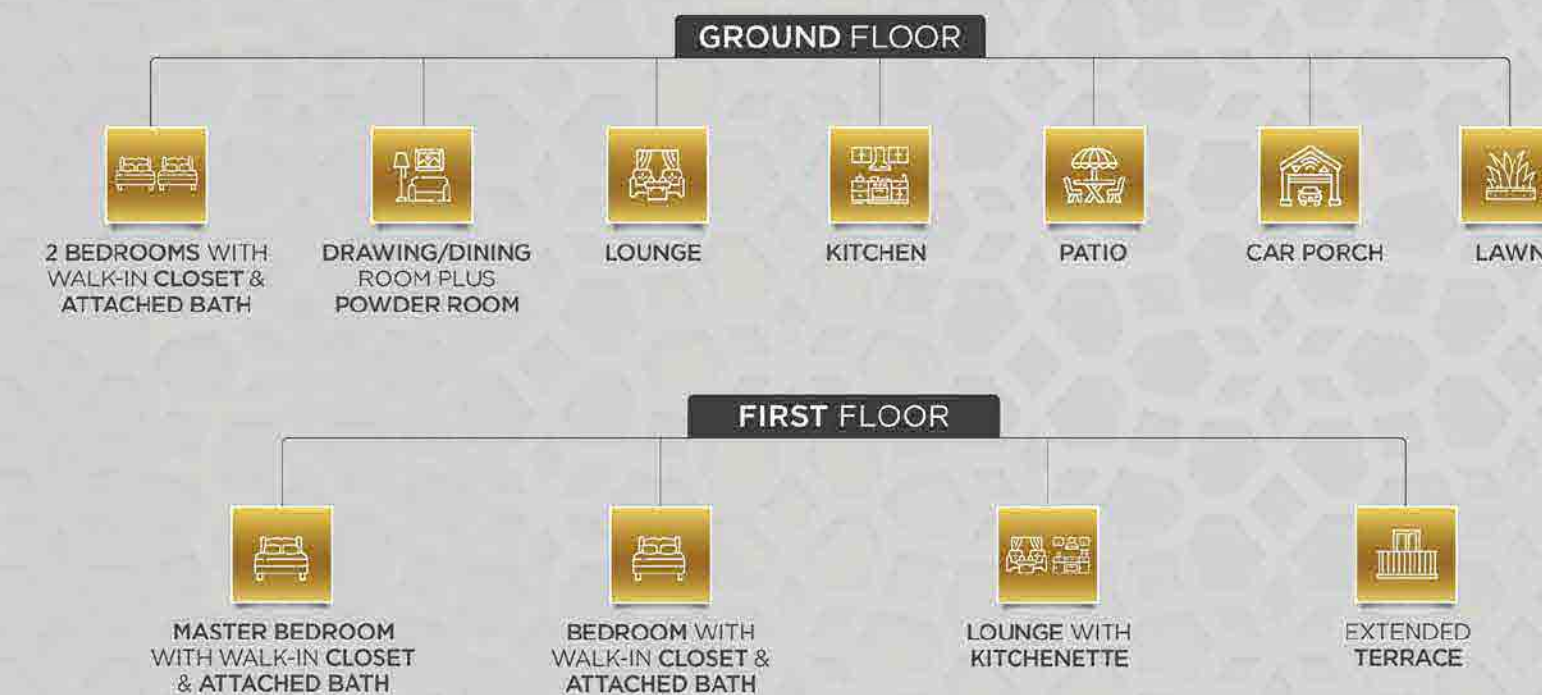 GROUND FLOOR
2 BEDROOMS WITH
WALK-IN CLOSET &
ATTACHED BATH
DRAWING/DINING
ROOM PLUS
POWDER ROOM
LOUNGE
KITCHEN
PATIO
CAR PORCH
LAWN
FIRST FLOOR
MASTER BEDROOM
WITH WALK-IN CLOSET
& ATTACHED BATH
BEDROOM WITH
WALK-IN CLOSET &
ATTACHED BATH
LOUNGE WITH
KITCHENETTE
EXTENDED
TERRACE